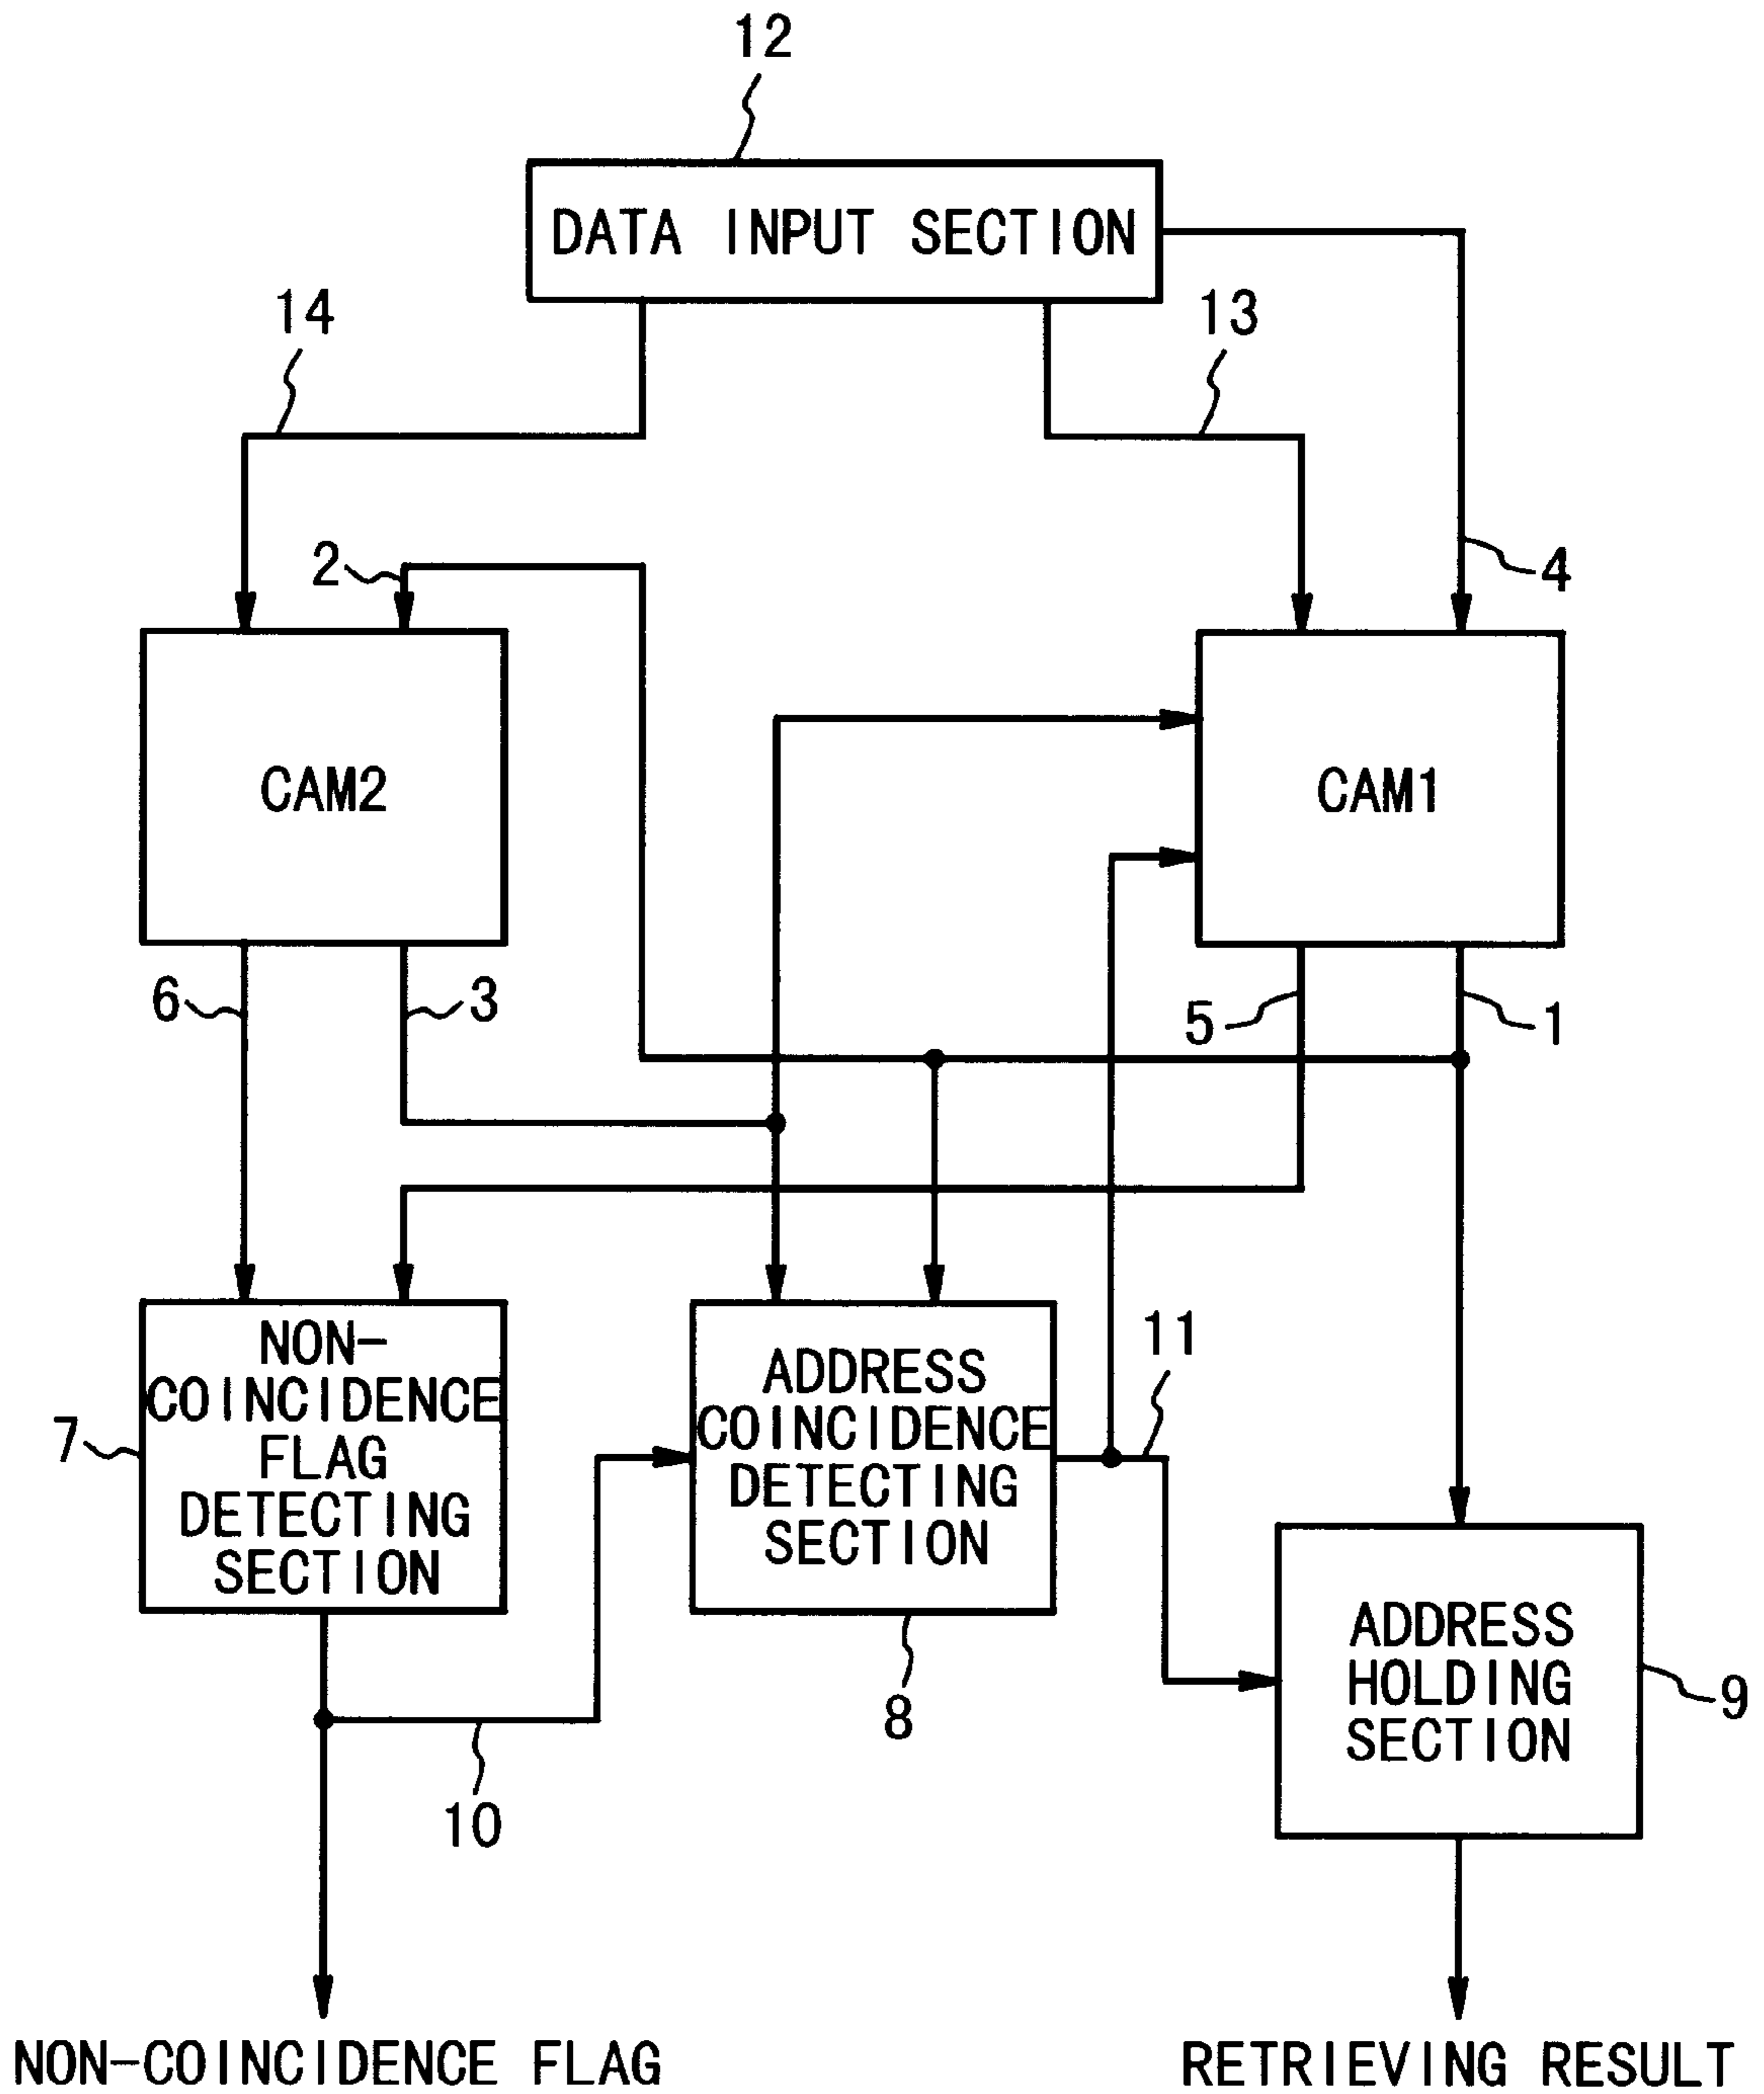 12
DATA INPUT SECTION
14
13
2
4
CAM2
CAM1
6
3
5
1
NON-
COINCIDENCE
FLAG
DETECTING
SECTION
7
ADDRESS
COINCIDENCE
DETECTING
SECTION
11
8
ADDRESS
HOLDING
SECTION
9
10
NON-COINCIDENCE FLAG
RETRIEVING RESULT